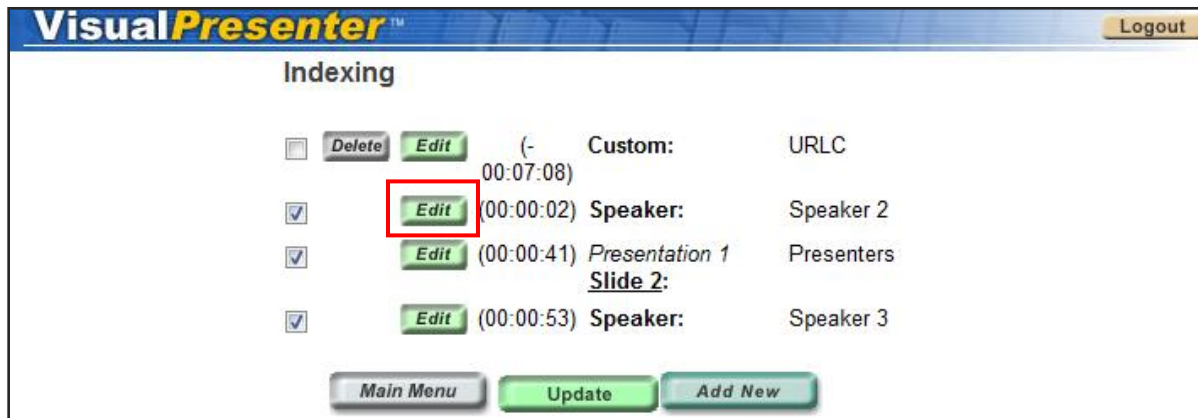 VisualPresenter™
Logout
Indexing
Delete Edit (- Custom: URLC
00:07:08)
Edit (00:00:02) Speaker: Speaker 2
Edit (00:00:41) Presentation 1 Presenters
Slide 2:
Edit (00:00:53) Speaker: Speaker 3
Main Menu Update Add New